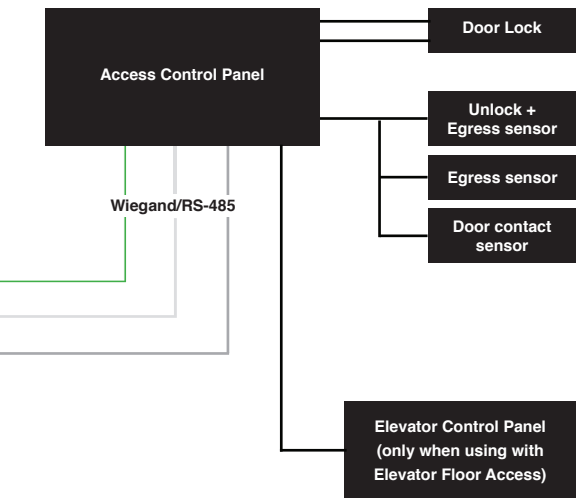 Door Lock
Access Control Panel
Unlock +
Egress sensor
Egress sensor
Wiegand/RS-485
Door contact
sensor
Elevator Control Panel
(only when using with
Elevator Floor Access)